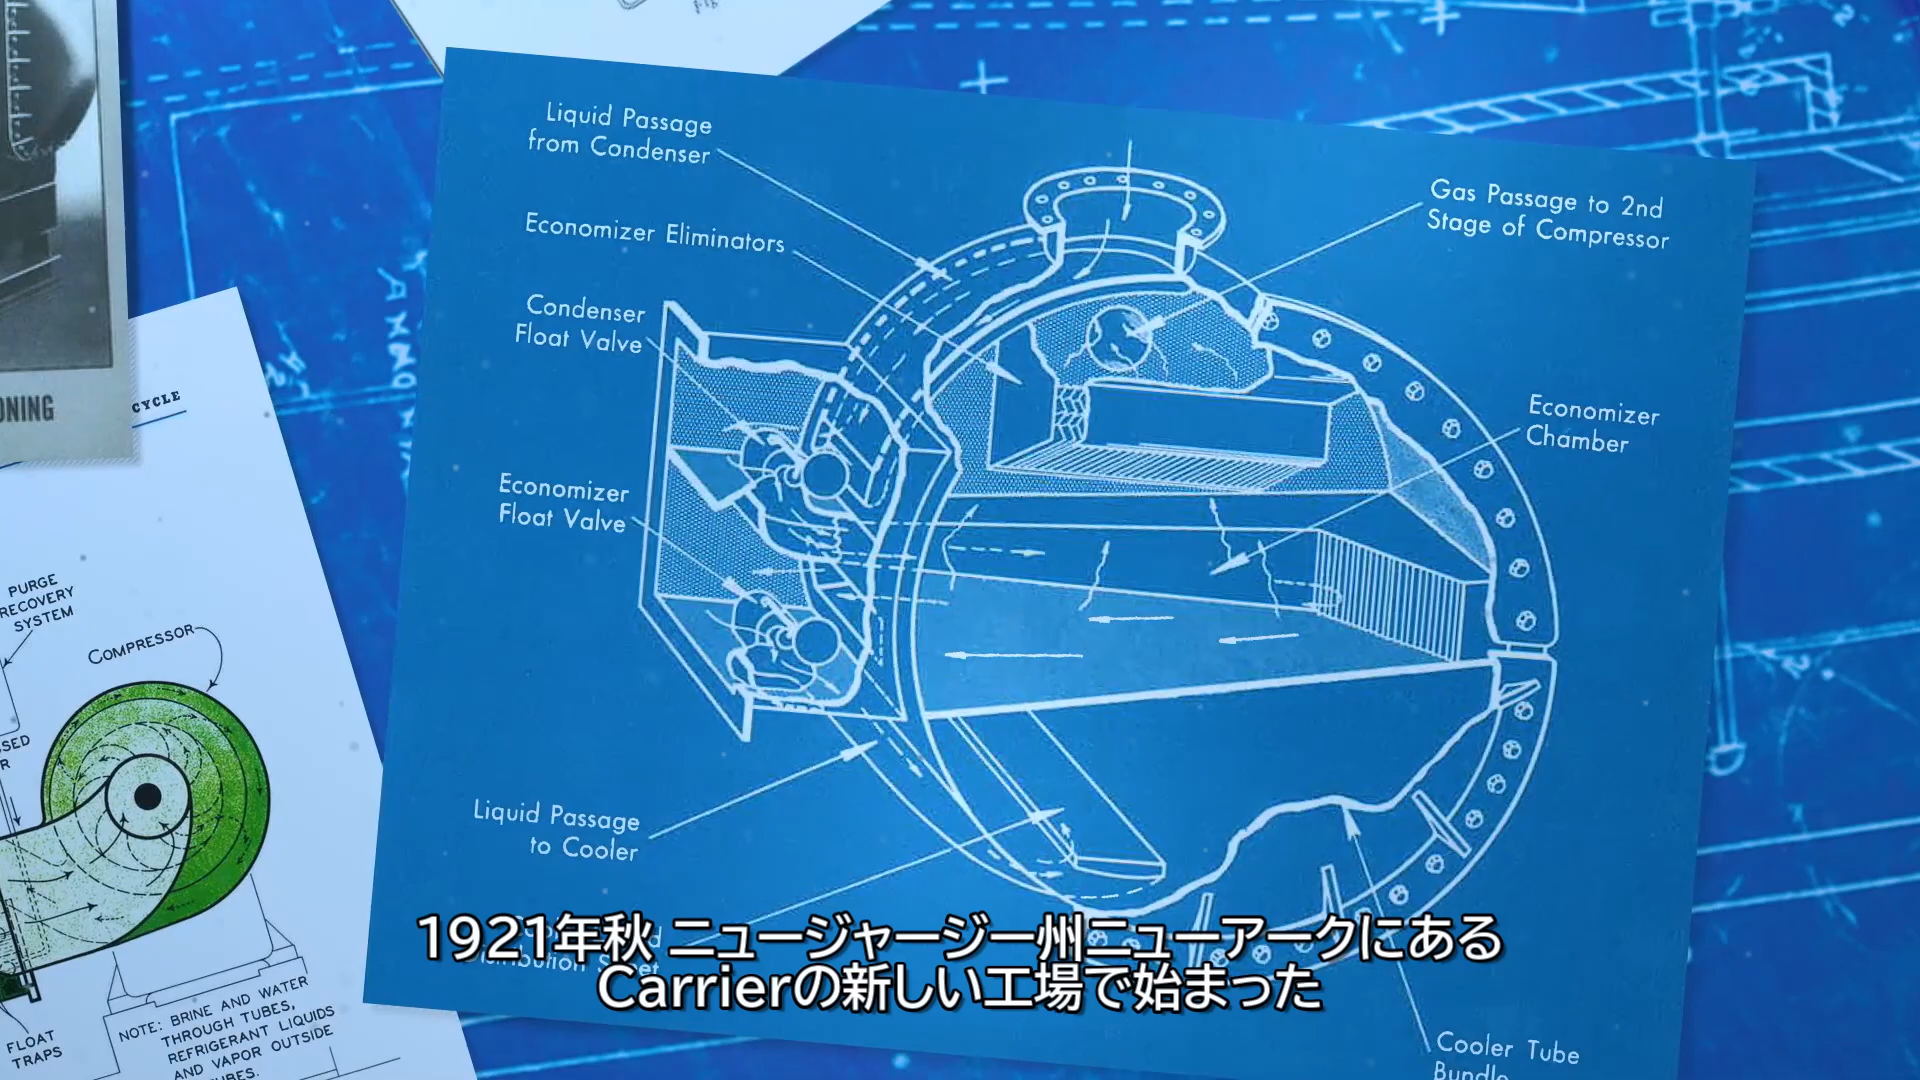 Liquid Passage
from Condenser
Economizer Eliminators
Condenser
Float Valve
Economizer
Float Valve
Liquid Passage
to Cooler
Gas Passage to 2nd
Stage of Compressor
Economizer
Chamber
Cooler Tube
Bundle
ONING
CYCLE
PURGE
RECOVERY
SYSTEM
COMPRESSOR
FLOAT
TRAPS
NOTE: BRINE AND WATER
THROUGH TUBES,
REFRIGERANT LIQUIDS
AND VAPOR OUTSIDE
1921年秋 ニュージャージー州ニューアークにある
Carrierの新しい工場で始まった